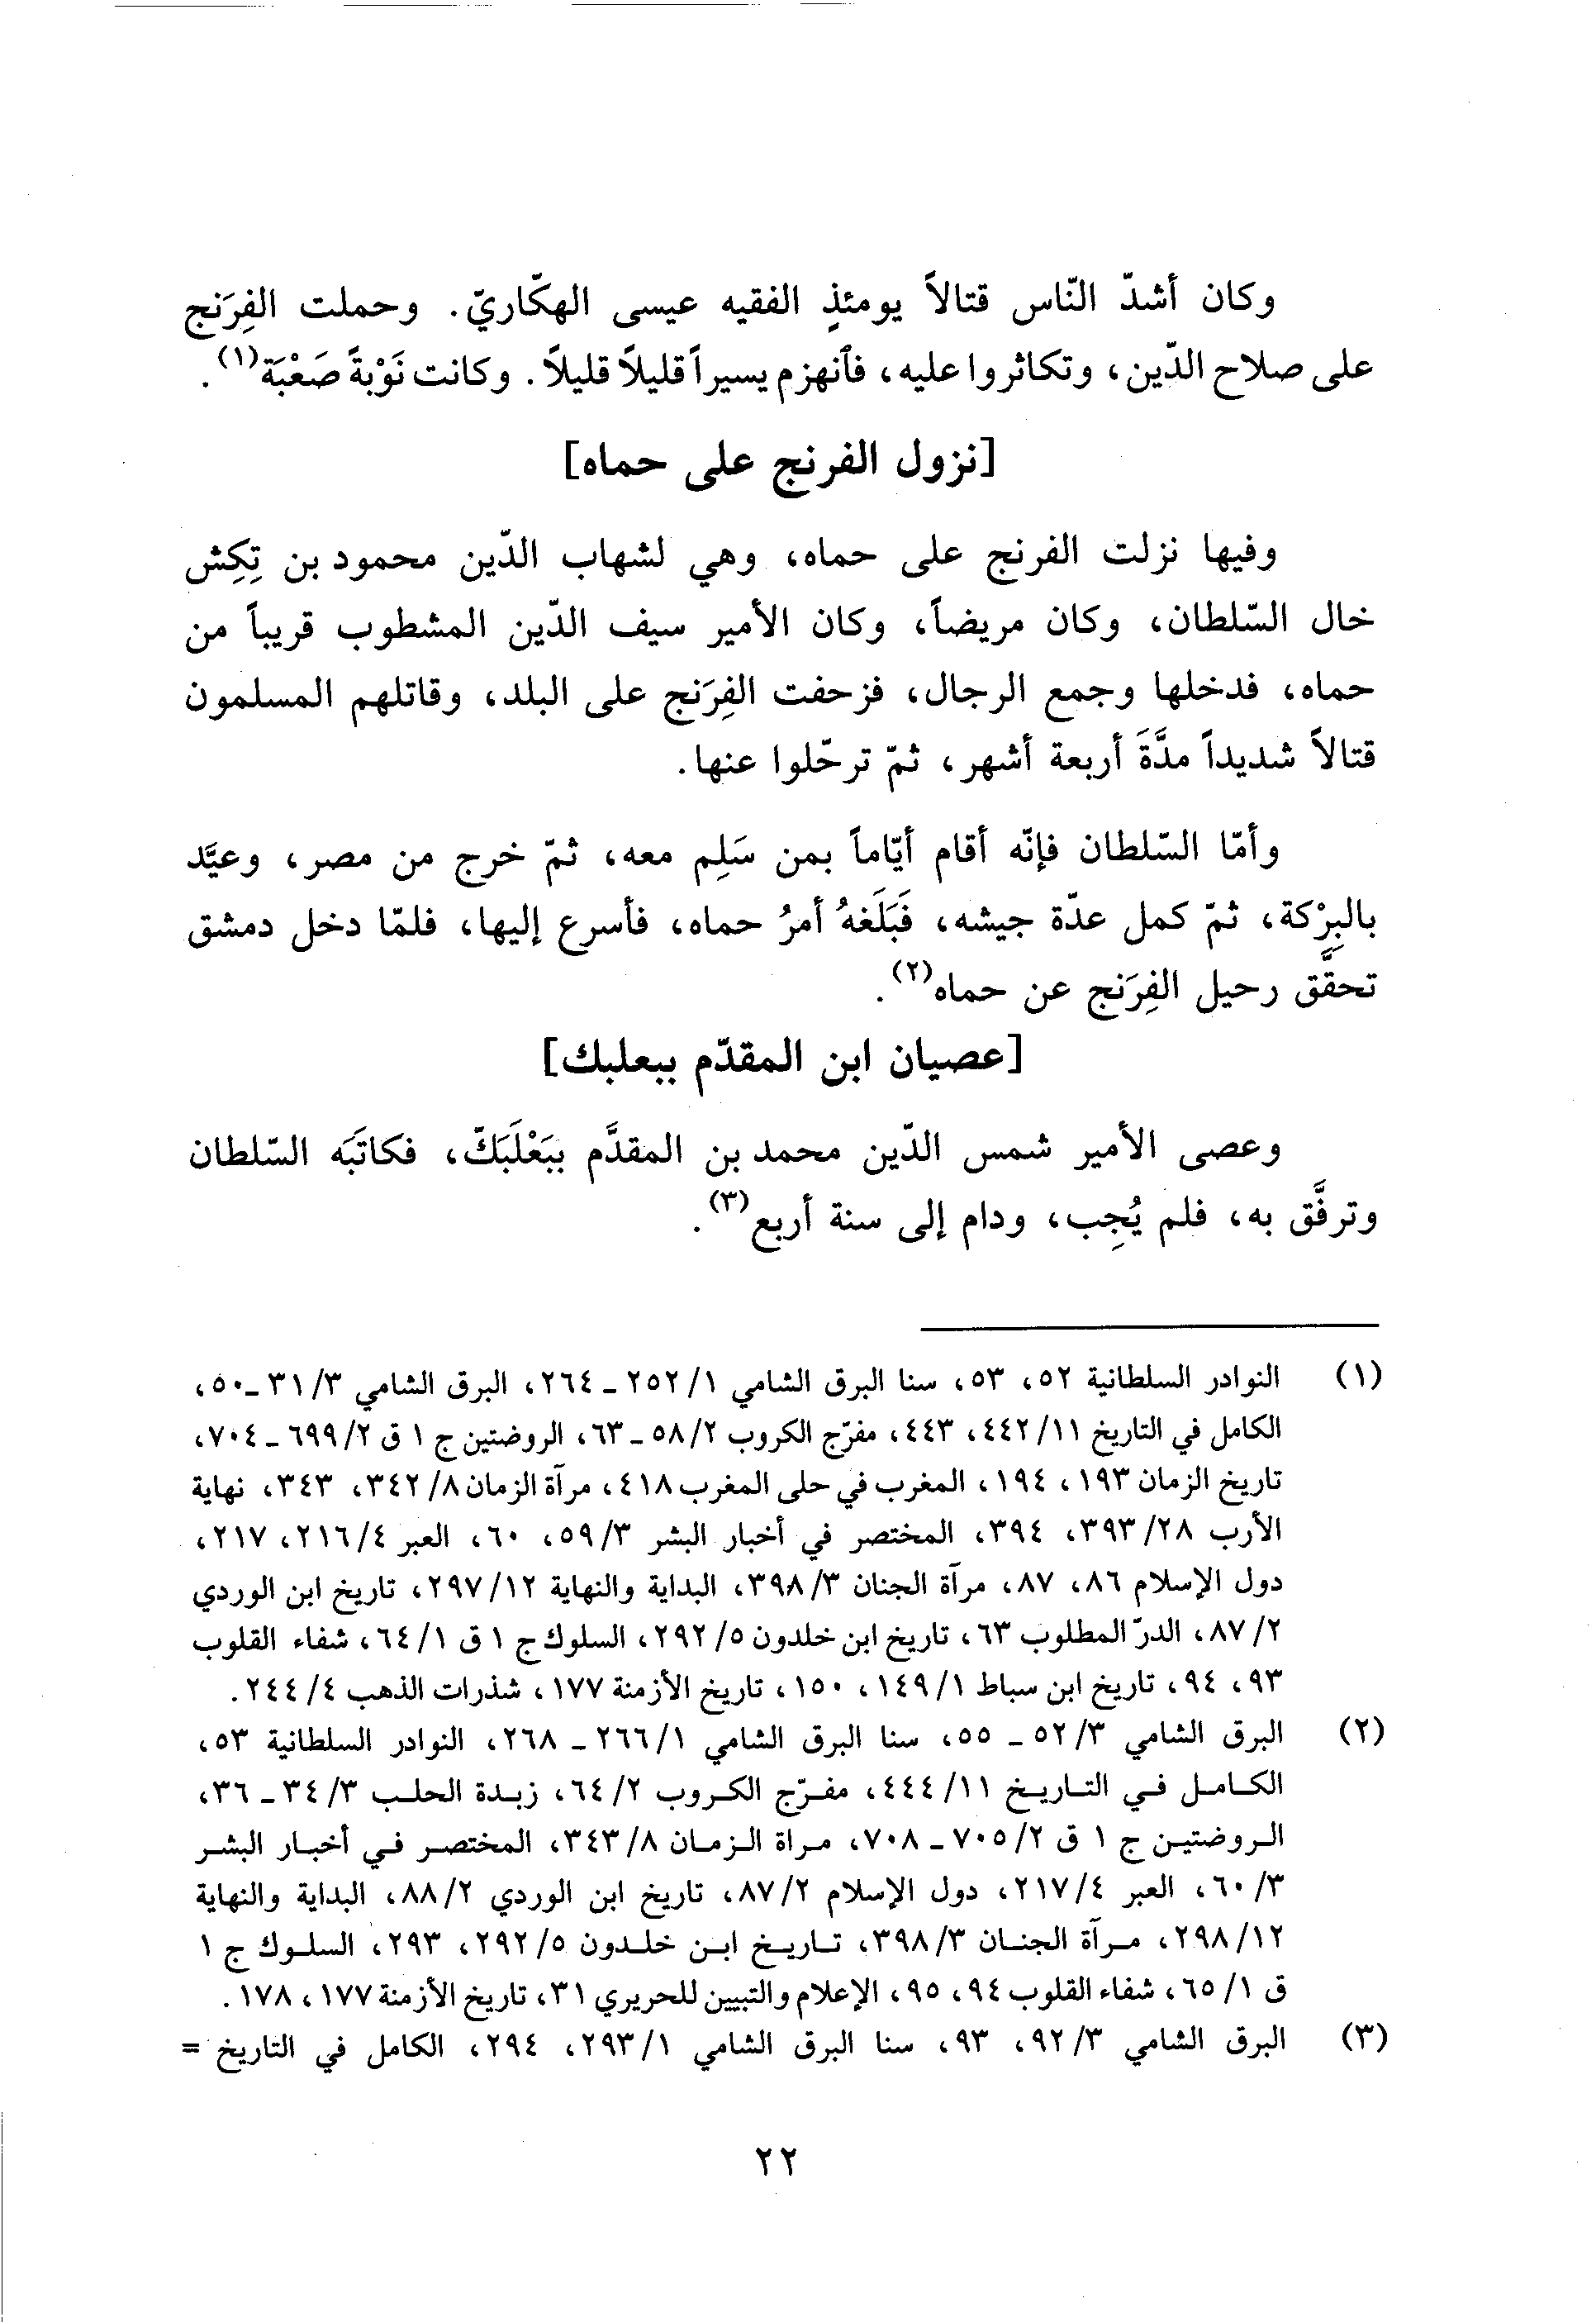 وكان أشدّ النّاس قتالاً يومئذٍ الفقيه عيسى الهكّاريّ. وحملت الفِرَنج
على صلاح الدّين، وتكاثروا عليه، فٱنهزم يسيراً قليلاً قليلاً. وكانت نَوْبةً صَعْبَة(١).
[نزول الفرنج على حماه]
وفيها نزلت الفرنج على حماه، وهي لشهاب الدّين محمود بن تِكِش
خال السّلطان، وكان مريضاً، وكان الأمير سيف الدّين المشطوب قريباً من
حماه، فدخلها وجمع الرجال، فزحفت الفِرَنج على البلد، وقاتلهم المسلمون
قتالاً شديداً مدَّةَ أربعة أشهر، ثمّ ترحّلوا عنها.
وأمّا السّلطان فإنّه أقام أيّاماً بمن سَلِم معه، ثمّ خرج من مصر، وعيَّد
بالبِرْكة، ثمّ كمل عدّة جيشه، فَبَلَغهُ أمرُ حماه، فأسرع إليها، فلمّا دخل دمشق
تحقَّق رحيل الفِرَنج عن حماه(٢).
[عصيان ابن المقدّم ببعلبك]
وعصى الأمير شمس الدّين محمد بن المقدَّم ببَعْلَبَكّ، فكاتَبَه السّلطان
وترفَّق به، فلم يُجِب، ودام إلى سنة أربع(٣).
(١) النوادر السلطانية ٥٢، ٥٣، سنا البرق الشامي ١/ ٢٥٢ ـ ٢٦٤، البرق الشامي ٣/ ٣١ ـ ٥٠،
الكامل في التاريخ ١١/ ٤٤٢، ٤٤٣، مفرّج الكروب ٢/ ٥٨ ـ ٦٣، الروضتين ج ١ ق ٢/ ٦٩٩ ـ ٧٠٤،
تاريخ الزمان ١٩٣، ١٩٤، المغرب في حلى المغرب ٤١٨، مرآة الزمان ٨/ ٣٤٢، ٣٤٣، نهاية
الأرب ٢٨/ ٣٩٣، ٣٩٤، المختصر في أخبار البشر ٣/ ٥٩، ٦٠، العبر ٤/ ٢١٦، ٢١٧،
دول الإسلام ٨٦، ٨٧، مرآة الجنان ٣/ ٣٩٨، البداية والنهاية ١٢/ ٢٩٧، تاريخ ابن الوردي
٢/ ٨٧، الدرّ المطلوب ٦٣، تاريخ ابن خلدون ٥/ ٢٩٢، السلوك ج ١ ق ١/ ٦٤، شفاء القلوب
٩٣، ٩٤، تاريخ ابن سباط ١/ ١٤٩، ١٥٠، تاريخ الأزمنة ١٧٧، شذرات الذهب ٤/ ٢٤٤.
(٢) البرق الشامي ٣/ ٥٢ ـ ٥٥، سنا البرق الشامي ١/ ٢٦٦ ـ ٢٦٨، النوادر السلطانية ٥٣،
الكامل في التاريخ ١١/ ٤٤٤، مفرّج الكروب ٢/ ٦٤، زبدة الحلب ٣/ ٣٤ ـ ٣٦،
الروضتين ج ١ ق ٢/ ٧٠٥ ـ ٧٠٨، مراة الزمان ٨/ ٣٤٣، المختصر في أخبار البشر
٣/ ٦٠، العبر ٤/ ٢١٧، دول الإسلام ٢/ ٨٧، تاريخ ابن الوردي ٢/ ٨٨، البداية والنهاية
١٢/ ٢٩٨، مرآة الجنان ٣/ ٣٩٨، تاريخ ابن خلدون ٥/ ٢٩٢، ٢٩٣، السلوك ج ١
ق ١/ ٦٥، شفاء القلوب ٩٤، ٩٥، الإعلام والتبيين للحريري ٣١، تاريخ الأزمنة ١٧٧، ١٧٨.
(٣) البرق الشامي ٣/ ٩٢، ٩٣، سنا البرق الشامي ١/ ٢٩٣، ٢٩٤، الكامل في التاريخ =
٢٢